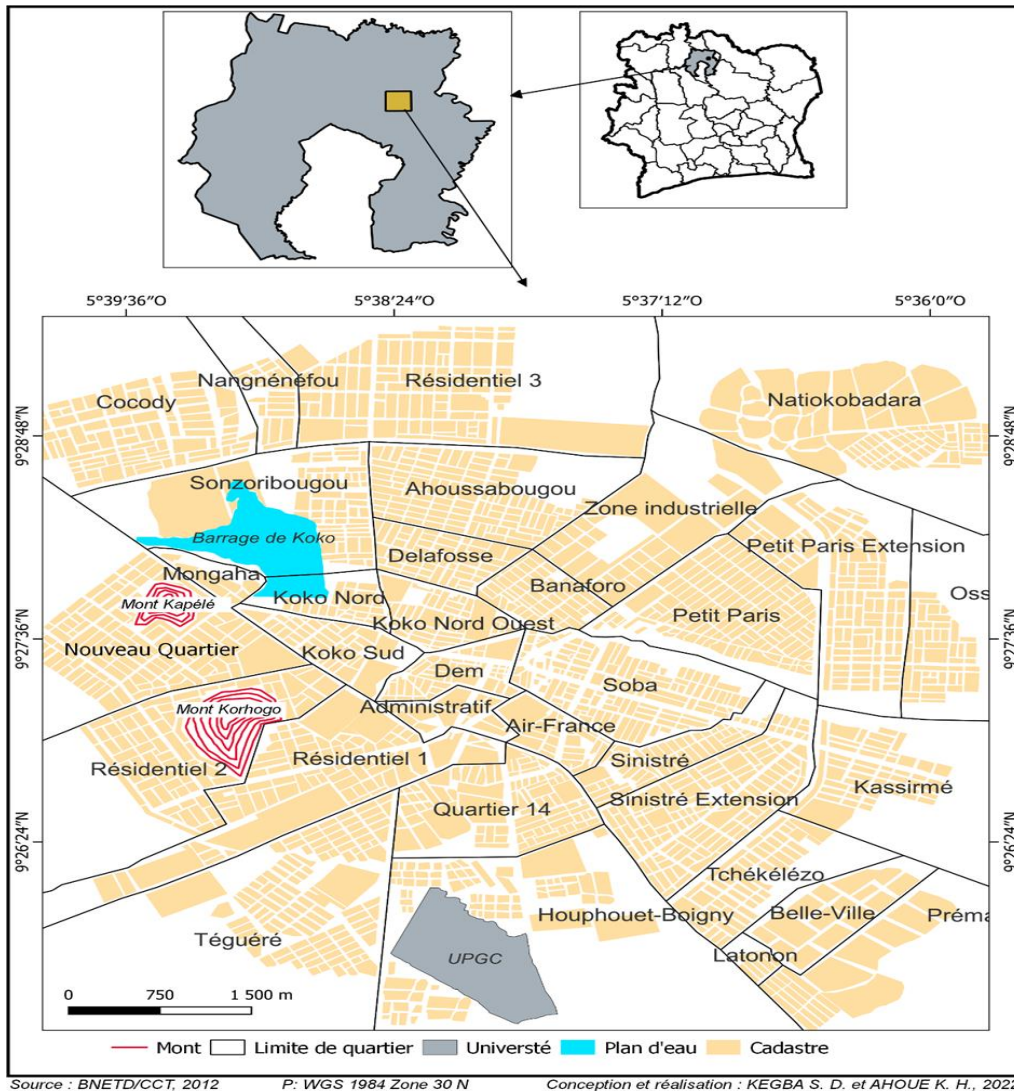 5°39'36"O 5°38'24"O 5°37'12"O 5°36'0"O
9°28'48"N
9°28'48"N
9°27'36"N
9°27'36"N
9°26'24"N
9°26'24"N
Nangnénéfou
Résidentiel 3
Cocody
Natiokobadara
Sonzoribougou
Ahoussabougou
Zone industrielle
Barrage de Koko
Delafosse
Petit Paris Extension
Mongaha
Banaforo
Oss
Mont Kapélé
Koko Nord
Petit Paris
Koko Nord Ouest
Nouveau Quartier
Koko Sud
Dem
Soba
Mont Korhogo
Administratif
Air-France
Résidentiel 2
Résidentiel 1
Sinistré
Kassirmé
Quartier 14
Sinistré Extension
Tchékélézo
Houphouet-Boigny
Belle-Ville
Préma
Téguéré
UPGC
Latonon
0 750 1 500 m
Mont Limite de quartier Universté Plan d'eau Cadastre
Source : BNETD/CCT, 2012 P: WGS 1984 Zone 30 N Conception et réalisation : KEGBA S. D. et AHOUE K. H., 2022